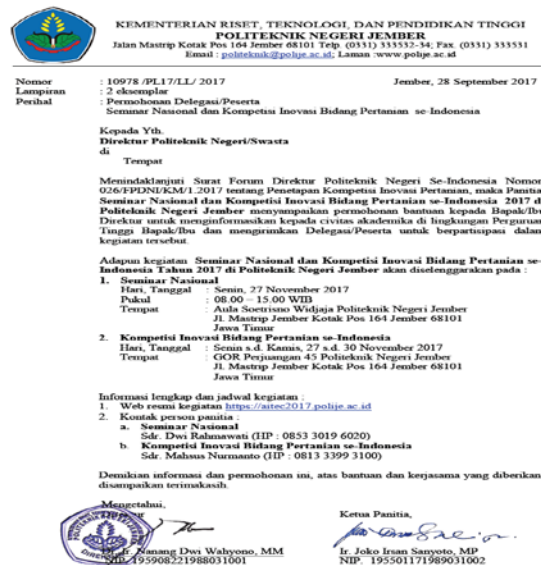 KEMENTERIAN RISET, TEKNOLOGI, DAN PENDIDIKAN TINGGI
POLITEKNIK NEGERI JEMBER
Jalan Mastrip Kotak Pos 164 Jember 68101 Telp. (0331) 333532-34; Fax. (0331) 333531
Email : politeknik@polije.ac.id; Laman :www.polije.ac.id
Nomor : 10978 /PL17/LL/ 2017 Jember, 28 September 2017
Lampiran : 2 eksemplar
Perihal : Permohonan Delegasi/Peserta
Seminar Nasional dan Kompetisi Inovasi Bidang Pertanian se-Indonesia
Kepada Yth.
Direktur Politeknik Negeri/Swasta
di
Tempat
Menindaklanjuti Surat Forum Direktur Politeknik Negeri Se-Indonesia Nomor
026/FPDNI/KM/1.2017 tentang Penetapan Kompetisi Inovasi Pertanian, maka Panitia
Seminar Nasional dan Kompetisi Inovasi Bidang Pertanian se-Indonesia 2017 d
Politeknik Negeri Jember menyampaikan permohonan bantuan kepada Bapak/Ibu
Direktur untuk menginformasikan kepada civitas akademika di lingkungan Perguruan
Tinggi Bapak/Ibu dan mengirimkan Delegasi/Peserta untuk berpartisipasi dalam
kegiatan tersebut.
Adapun kegiatan Seminar Nasional dan Kompetisi Inovasi Bidang Pertanian se-
Indonesia Tahun 2017 di Politeknik Negeri Jember akan diselenggarakan pada :
1. Seminar Nasional
Hari, Tanggal : Senin, 27 November 2017
Pukul : 08.00 – 15.00 WIB
Tempat : Aula Soetrisno Widjaja Politeknik Negeri Jember
Jl. Mastrip Jember Kotak Pos 164 Jember 68101
Jawa Timur
2. Kompetisi Inovasi Bidang Pertanian se-Indonesia
Hari, Tanggal : Senin s.d. Kamis, 27 s.d. 30 November 2017
Tempat : GOR Perjuangan 45 Politeknik Negeri Jember
Jl. Mastrip Jember Kotak Pos 164 Jember 68101
Jawa Timur
Informasi lengkap dan jadwal kegiatan :
1. Web resmi kegiatan https://aitec2017.polije.ac.id
2. Kontak person panitia :
a. Seminar Nasional
Sdr. Dwi Rahmawati (HP : 0853 3019 6020)
b. Kompetisi Inovasi Bidang Pertanian se-Indonesia
Sdr. Mahsus Nurmanto (HP : 0813 3399 3100)
Demikian informasi dan permohonan ini, atas bantuan dan kerjasama yang diberikan
disampaikan terimakasih.
Mengetahui,
Ketua Panitia,
Ir. Nanang Dwi Wahyono, MM
NIP. 195908221988031001
Ir. Joko Irsan Sanyoto, MP
NIP. 195501171989031002